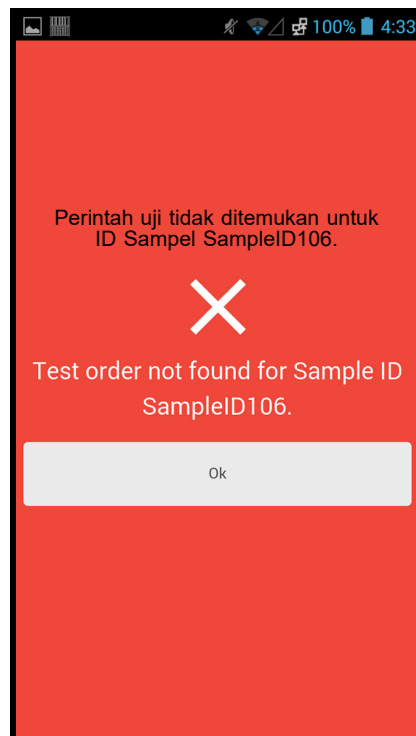 100% 4:33
Perintah uji tidak ditemukan untuk
ID Sampel SampleID106.
Test order not found for Sample ID
SampleID106.
Ok